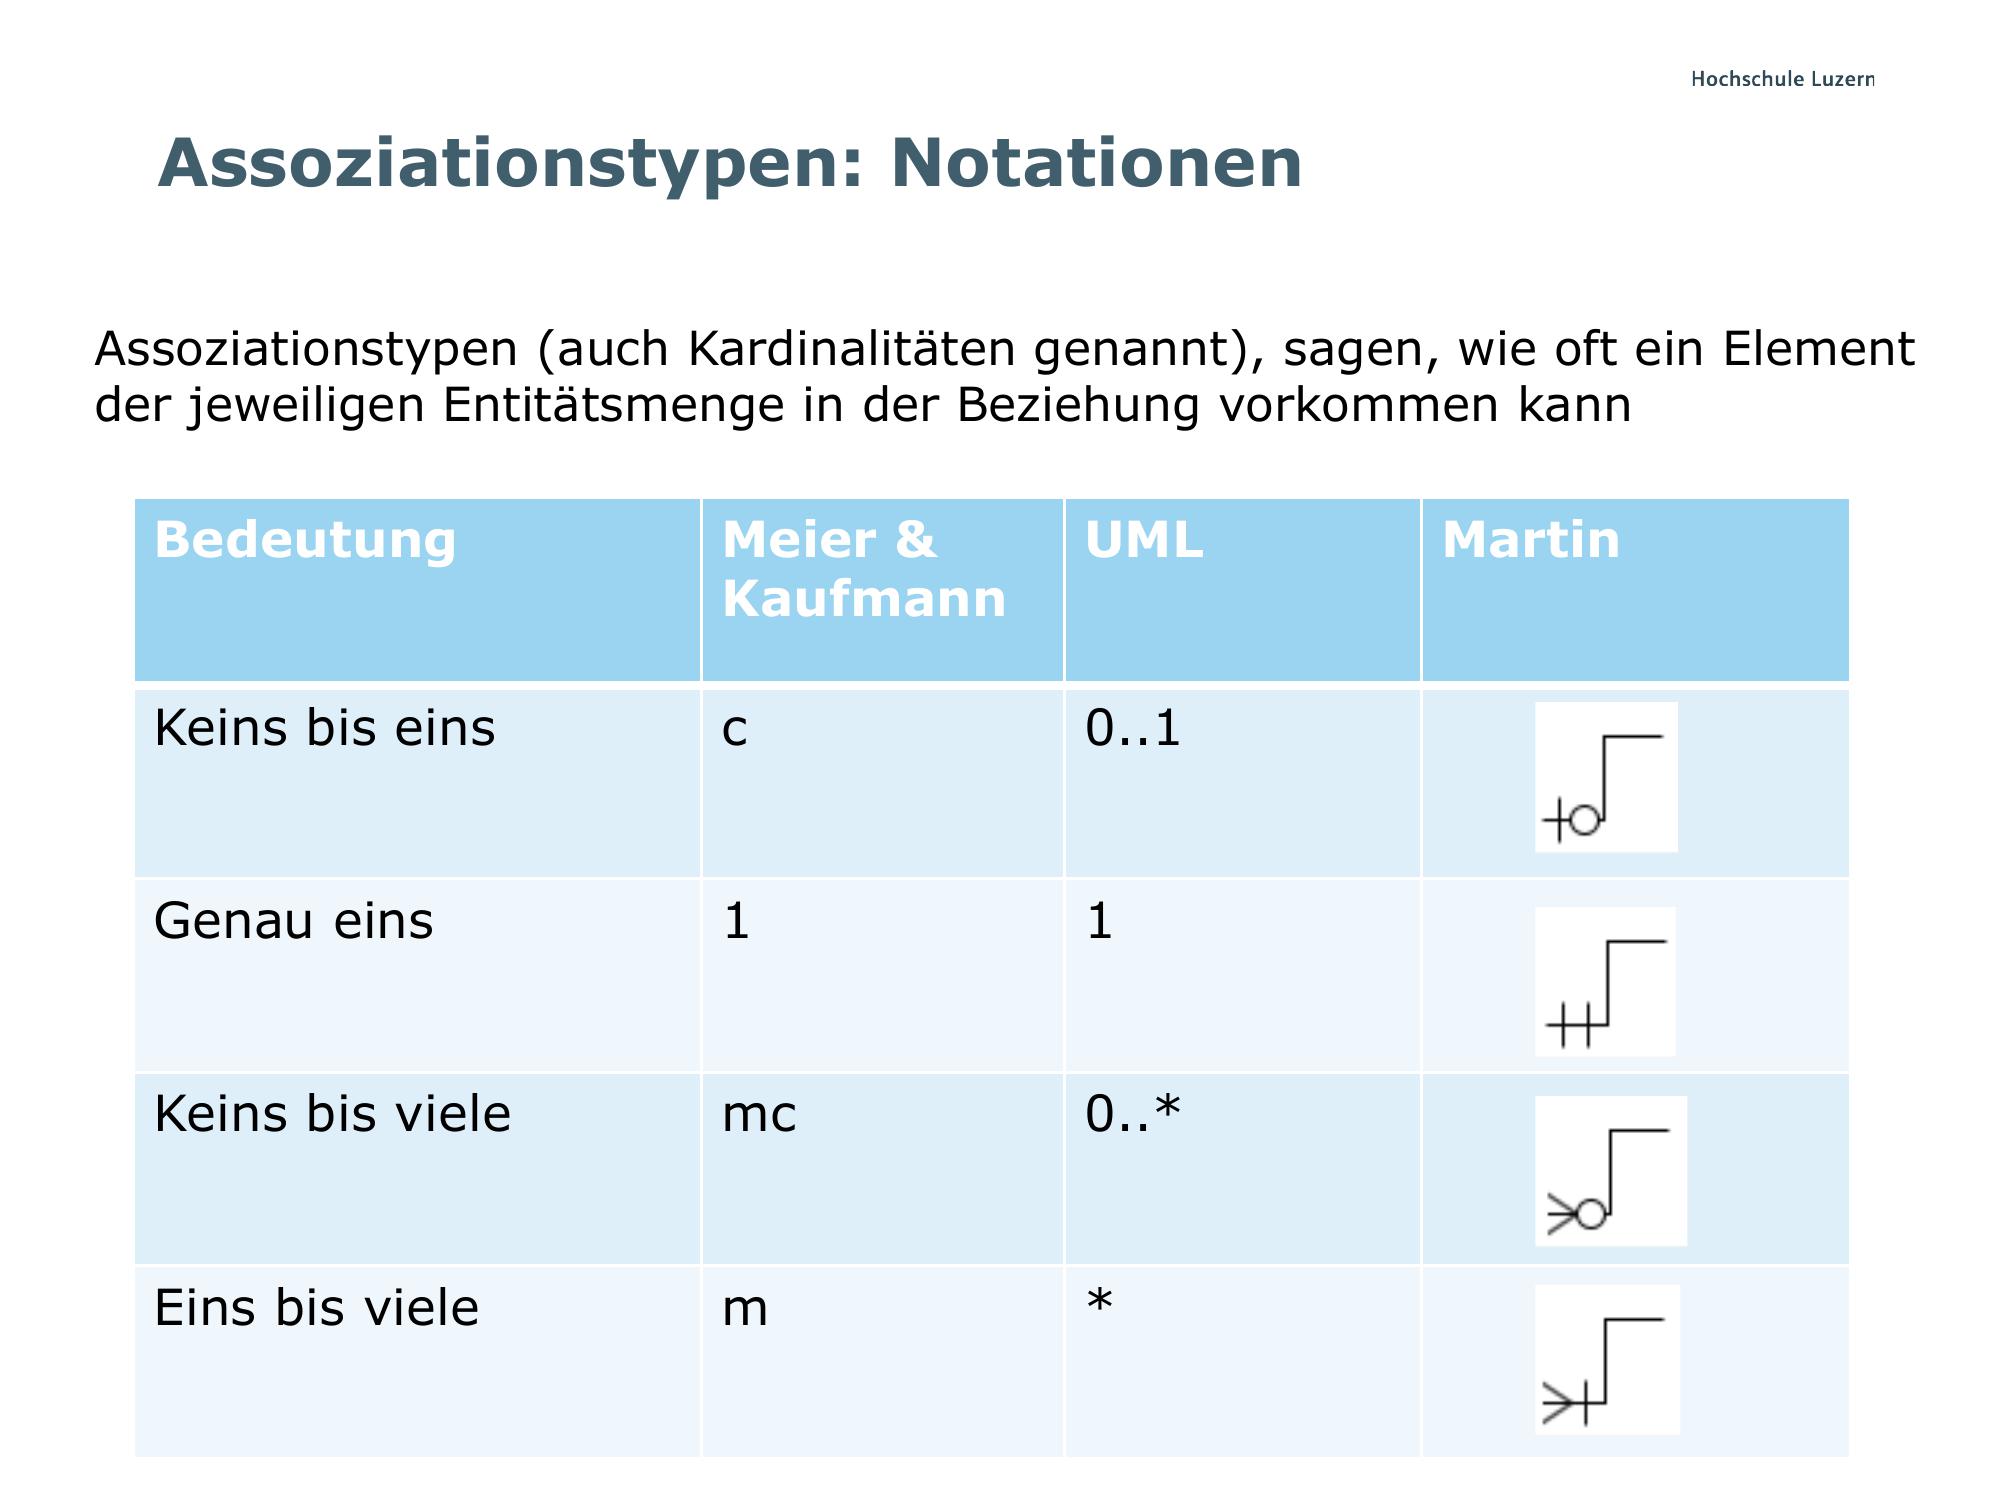 Hochschule Luzern
Assoziationstypen: Notationen
Assoziationstypen (auch Kardinalitäten genannt), sagen, wie oft ein Element
der jeweiligen Entitätsmenge in der Beziehung vorkommen kann
Bedeutung Meier & Kaufmann UML Martin
Keins bis eins c 0..1
Genau eins 1 1
Keins bis viele mc 0..*
Eins bis viele m *